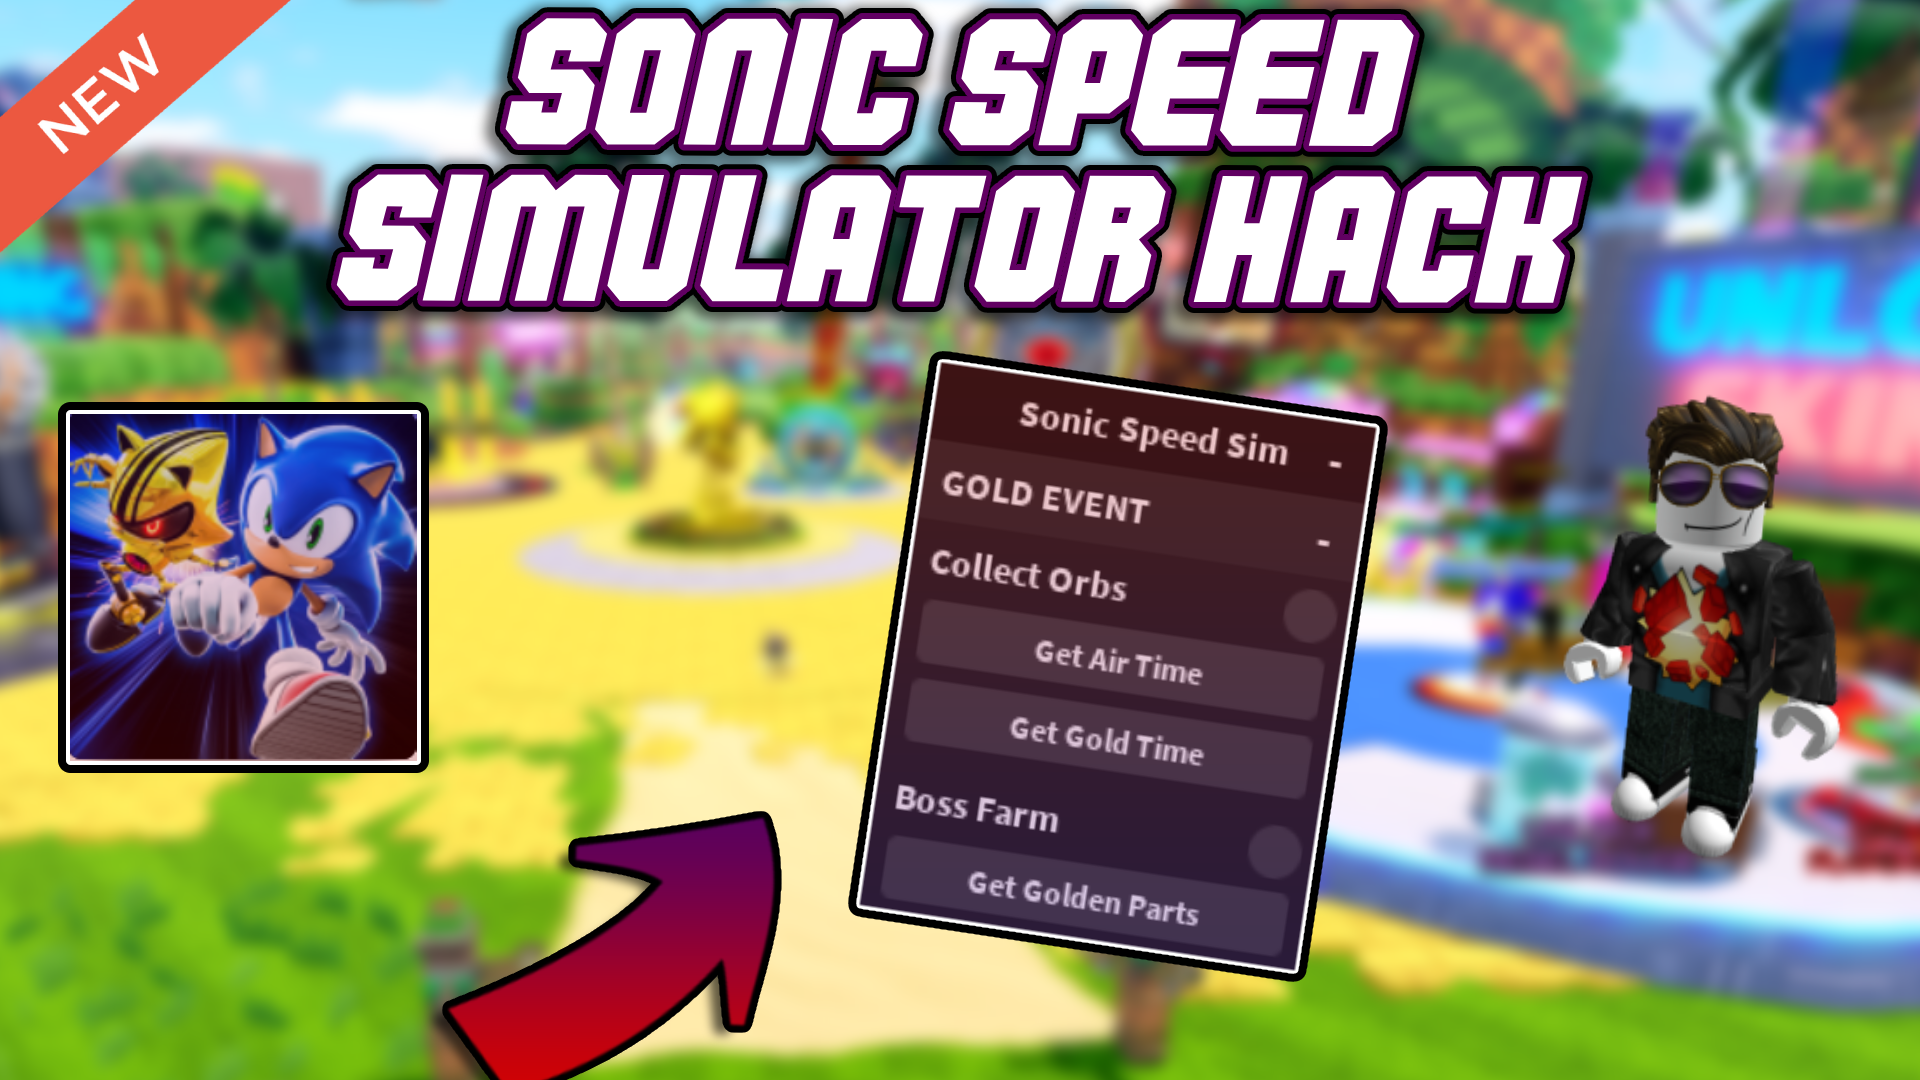 NEW
SONIC SPEED
SIMULATOR HACK
Sonic Speed Sim -
GOLD EVENT -
Collect Orbs
Get Air Time
Get Gold Time
Boss Farm
Get Golden Parts